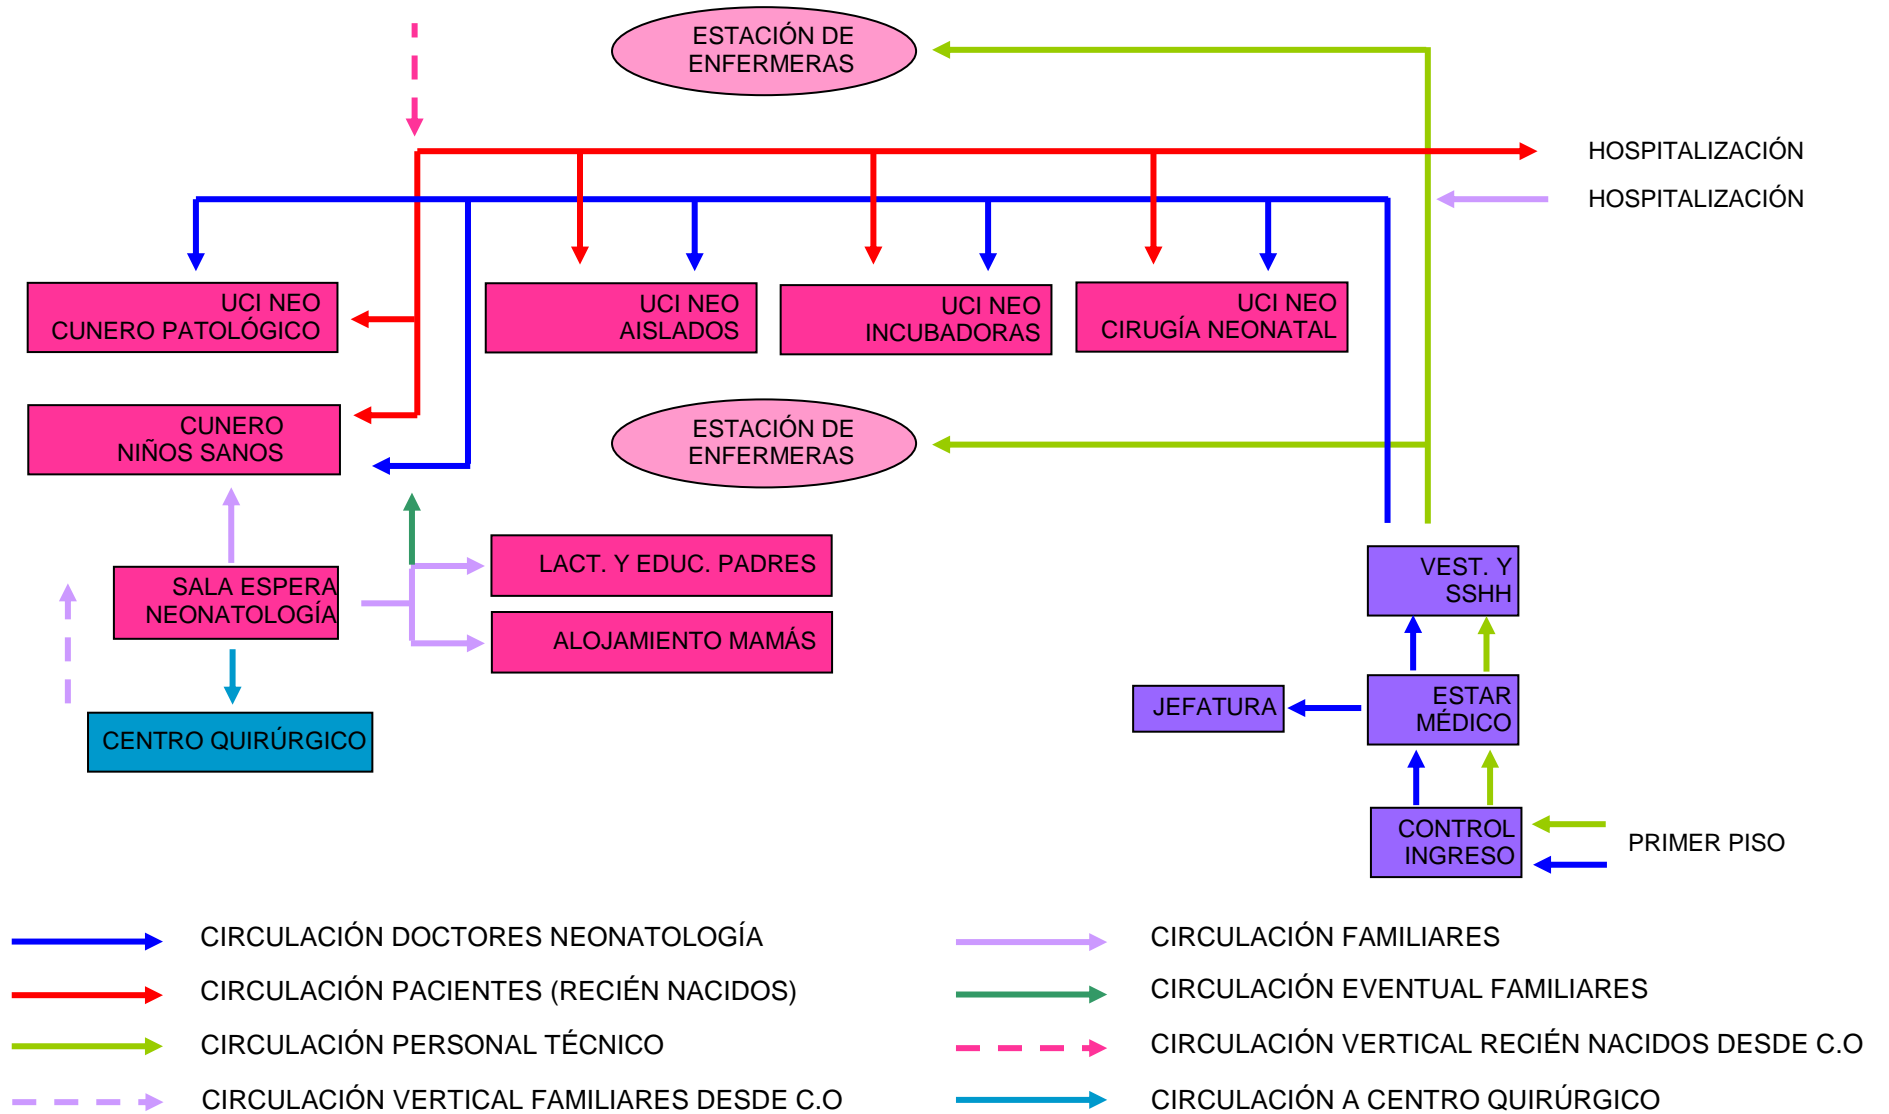 ESTACIÓN DE
ENFERMERAS
HOSPITALIZACIÓN
HOSPITALIZACIÓN
UCI NEO
CUNERO PATOLÓGICO
UCI NEO
AISLADOS
UCI NEO
INCUBADORAS
UCI NEO
CIRUGÍA NEONATAL
CUNERO
NIÑOS SANOS
ESTACIÓN DE
ENFERMERAS
LACT. Y EDUC. PADRES
SALA ESPERA
NEONATOLOGÍA
ALOJAMIENTO MAMÁS
VEST. Y
SSHH
JEFATURA
ESTAR
MÉDICO
CENTRO QUIRÚRGICO
CONTROL
INGRESO
PRIMER PISO
CIRCULACIÓN DOCTORES NEONATOLOGÍA
CIRCULACIÓN FAMILIARES
CIRCULACIÓN PACIENTES (RECIÉN NACIDOS)
CIRCULACIÓN EVENTUAL FAMILIARES
CIRCULACIÓN PERSONAL TÉCNICO
CIRCULACIÓN VERTICAL RECIÉN NACIDOS DESDE C.O
CIRCULACIÓN VERTICAL FAMILIARES DESDE C.O
CIRCULACIÓN A CENTRO QUIRÚRGICO